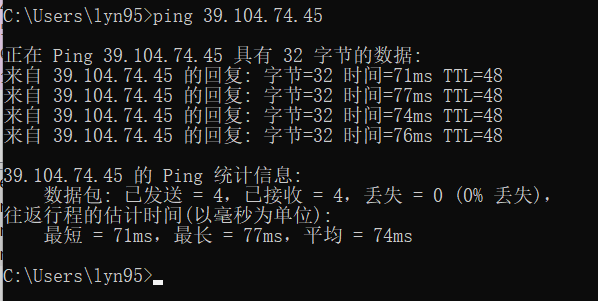 C:\Users\lyn95>ping 39.104.74.45
正在 Ping 39.104.74.45 具有 32 字节的数据:
来自 39.104.74.45 的回复: 字节=32 时间=71ms TTL=48
来自 39.104.74.45 的回复: 字节=32 时间=77ms TTL=48
来自 39.104.74.45 的回复: 字节=32 时间=74ms TTL=48
来自 39.104.74.45 的回复: 字节=32 时间=76ms TTL=48
39.104.74.45 的 Ping 统计信息:
数据包: 已发送 = 4，已接收 = 4，丢失 = 0 (0% 丢失)，
往返行程的估计时间(以毫秒为单位):
最短 = 71ms，最长 = 77ms，平均 = 74ms
C:\Users\lyn95>